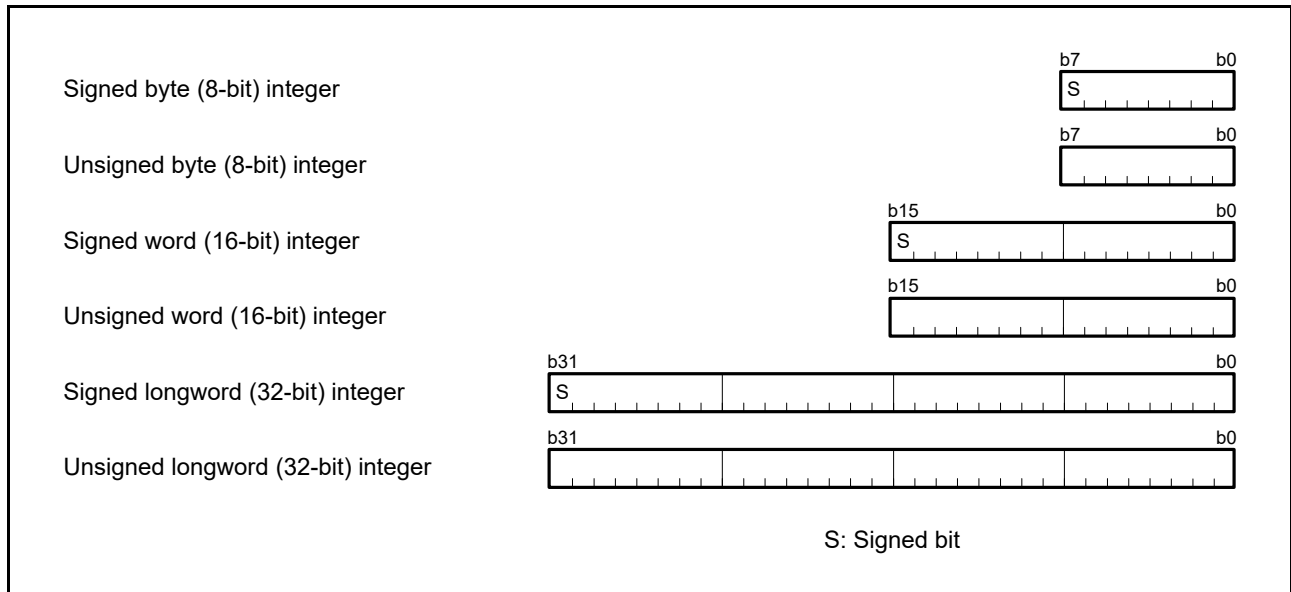 b7 b0
Signed byte (8-bit) integer S
b7 b0
Unsigned byte (8-bit) integer
b15 b0
Signed word (16-bit) integer S
b15 b0
Unsigned word (16-bit) integer
b31 b0
Signed longword (32-bit) integer S
b31 b0
Unsigned longword (32-bit) integer
S: Signed bit